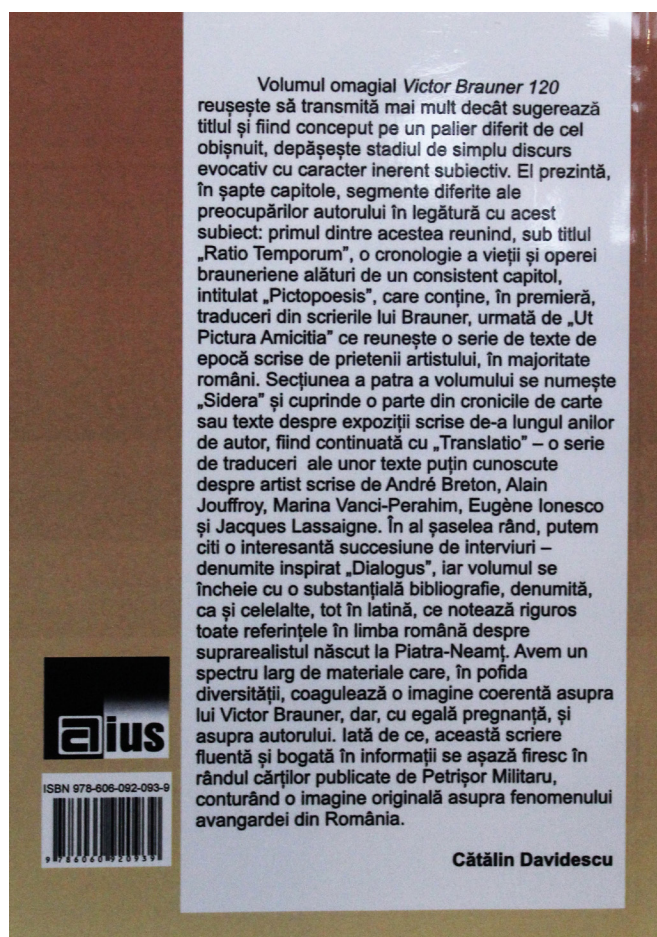 Volumul omagial Victor Brauner 120
reușește să transmită mai mult decât sugerează
titlul și fiind conceput pe un palier diferit de cel
obișnuit, depășește stadiul de simplu discurs
evocativ cu caracter inerent subiectiv. El prezintă,
în șapte capitole, segmente diferite ale
preocupărilor autorului în legătură cu acest
subiect: primul dintre acestea reunind, sub titlul
„Ratio Temporum”, o cronologie a vieții și operei
brauneriene alături de un consistent capitol,
intitulat „Pictopoesis”, care conține, în premieră,
traduceri din scrierile lui Brauner, urmată de „Ut
Pictura Amicitia” ce reunește o serie de texte de
epocă scrise de prietenii artistului, în majoritate
români. Secțiunea a patra a volumului se numește
„Sidera” și cuprinde o parte din cronicile de carte
sau texte despre expoziții scrise de-a lungul anilor
de autor, fiind continuată cu „Translatio” – o serie
de traduceri ale unor texte puțin cunoscute
despre artist scrise de André Breton, Alain
Jouffroy, Marina Vanci-Perahim, Eugène Ionesco
și Jacques Lassaigne. În al șaselea rând, putem
citi o interesantă succesiune de interviuri –
denumite inspirat „Dialogus”, iar volumul se
încheie cu o substanțială bibliografie, denumită,
ca și celelalte, tot în latină, ce notează riguros
toate referințele în limba română despre
suprarealistul născut la Piatra-Neamț. Avem un
spectru larg de materiale care, în pofida
diversității, coagulează o imagine coerentă asupra
lui Victor Brauner, dar, cu egală pregnanță, și
asupra autorului. Iată de ce, această scriere
fluentă și bogată în informații se așază firesc în
rândul cărților publicate de Petrișor Militaru,
conturând o imagine originală asupra fenomenului
avangardei din România.
Cătălin Davidescu
aius
ISBN 978-606-092-093-9
9 786060 920939